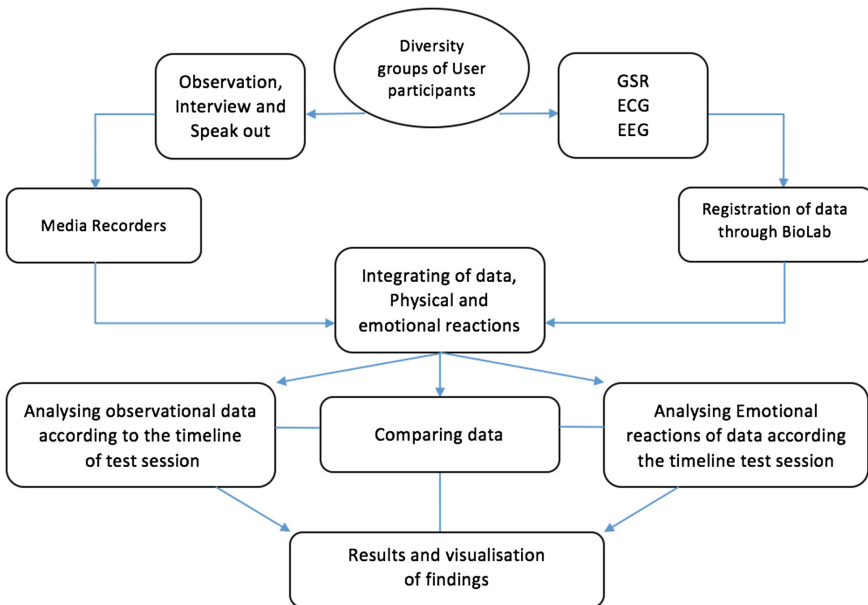 Diversity
groups of User
participants
Observation,
Interview and
Speak out
GSR
ECG
EEG
Media Recorders
Registration of data
through BioLab
Integrating of data,
Physical and
emotional reactions
Analysing observational data
according to the timeline
of test session
Comparing data
Analysing Emotional
reactions of data according
the timeline test session
Results and visualisation
of findings